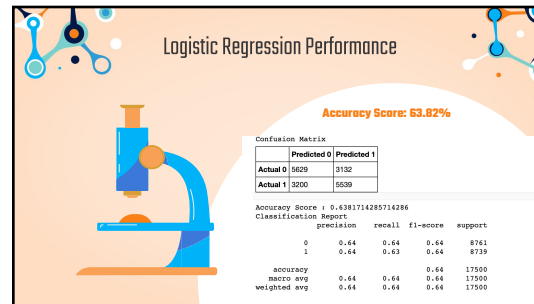 Logistic Regression Performance
Accuracy Score: 63.82%
Confusion Matrix
Predicted 0 Predicted 1
Actual 0 5629 3132
Actual 1 3200 5539
Accuracy Score : 0.6381714285714286
Classification Report
precision recall f1-score support
0 0.64 0.64 0.64 8761
1 0.64 0.63 0.64 8739
accuracy 0.64 17500
macro avg 0.64 0.64 0.64 17500
weighted avg 0.64 0.64 0.64 17500